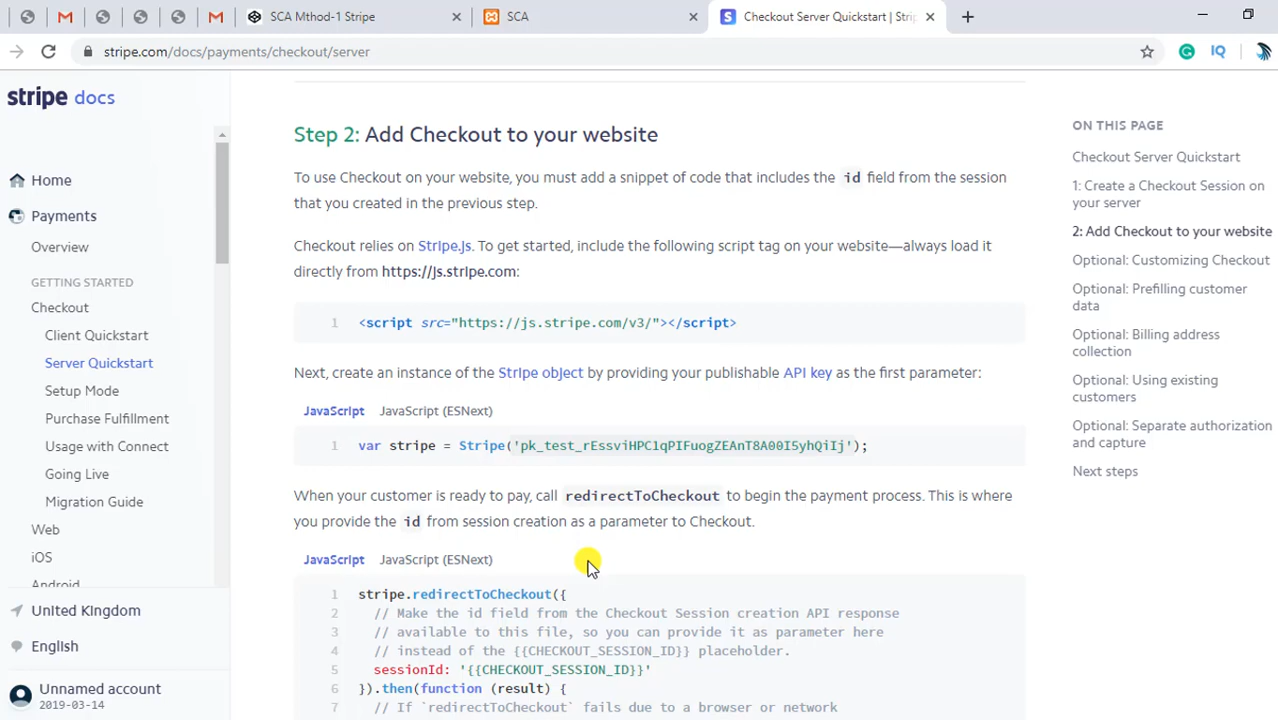 SCA Mthod-1 Stripe
SCA
Checkout Server Quickstart | Stri
stripe.com/docs/payments/checkout/server
IQ
stripe docs
Home
Payments
Overview
GETTING STARTED
Checkout
Client Quickstart
Server Quickstart
Setup Mode
Purchase Fulfillment
Usage with Connect
Going Live
Migration Guide
Web
iOS
Android
United Kingdom
English
Unnamed account
2019-03-14
Step 2: Add Checkout to your website
To use Checkout on your website, you must add a snippet of code that includes the id field from the session
that you created in the previous step.
Checkout relies on Stripe.js. To get started, include the following script tag on your website—always load it
directly from https://js.stripe.com:
1 <script src="https://js.stripe.com/v3/"></script>
Next, create an instance of the Stripe object by providing your publishable API key as the first parameter:
JavaScript JavaScript (ESNext)
1 var stripe = Stripe('pk_test_rEssviHPC1qPIFuogZEAnT8A00I5yhQiIj');
When your customer is ready to pay, call redirectToCheckout to begin the payment process. This is where
you provide the id from session creation as a parameter to Checkout.
JavaScript JavaScript (ESNext)
1 stripe.redirectToCheckout({
2 // Make the id field from the Checkout Session creation API response
3 // available to this file, so you can provide it as parameter here
4 // instead of the {{CHECKOUT_SESSION_ID}} placeholder.
5 sessionId: '{{CHECKOUT_SESSION_ID}}'
6 }).then(function (result) {
7 // If `redirectToCheckout` fails due to a browser or network
ON THIS PAGE
Checkout Server Quickstart
1: Create a Checkout Session on
your server
2: Add Checkout to your website
Optional: Customizing Checkout
Optional: Prefilling customer
data
Optional: Billing address
collection
Optional: Using existing
customers
Optional: Separate authorization
and capture
Next steps